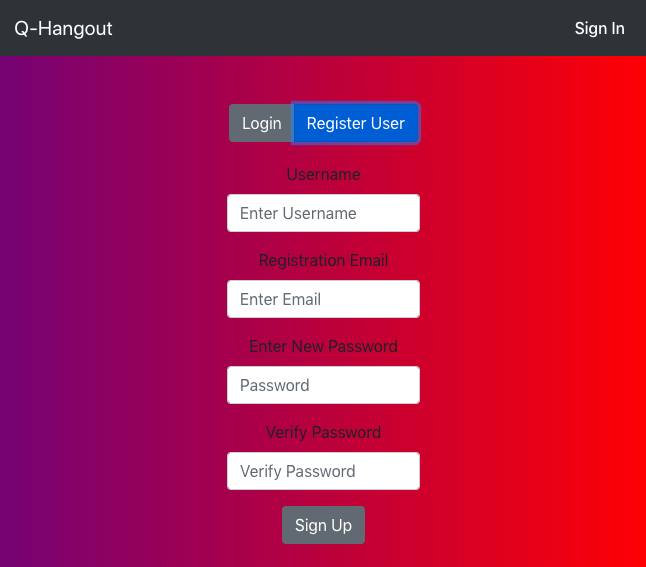 Q-Hangout
Sign In
Login
Register User
Username
Enter Username
Registration Email
Enter Email
Enter New Password
Password
Verify Password
Verify Password
Sign Up